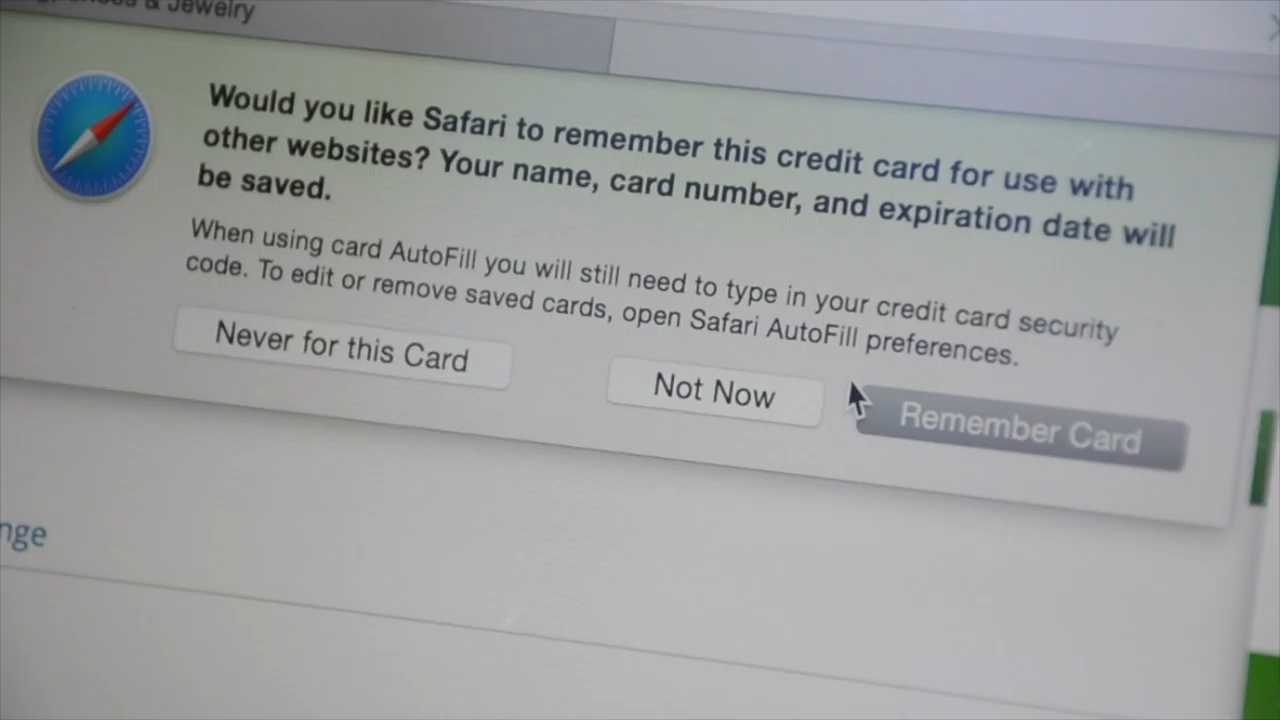 & Jewelry
Would you like Safari to remember this credit card for use with
other websites? Your name, card number, and expiration date will
be saved.
When using card AutoFill you will still need to type in your credit card security
code. To edit or remove saved cards, open Safari AutoFill preferences.
Never for this Card
Not Now
Remember Card
nge